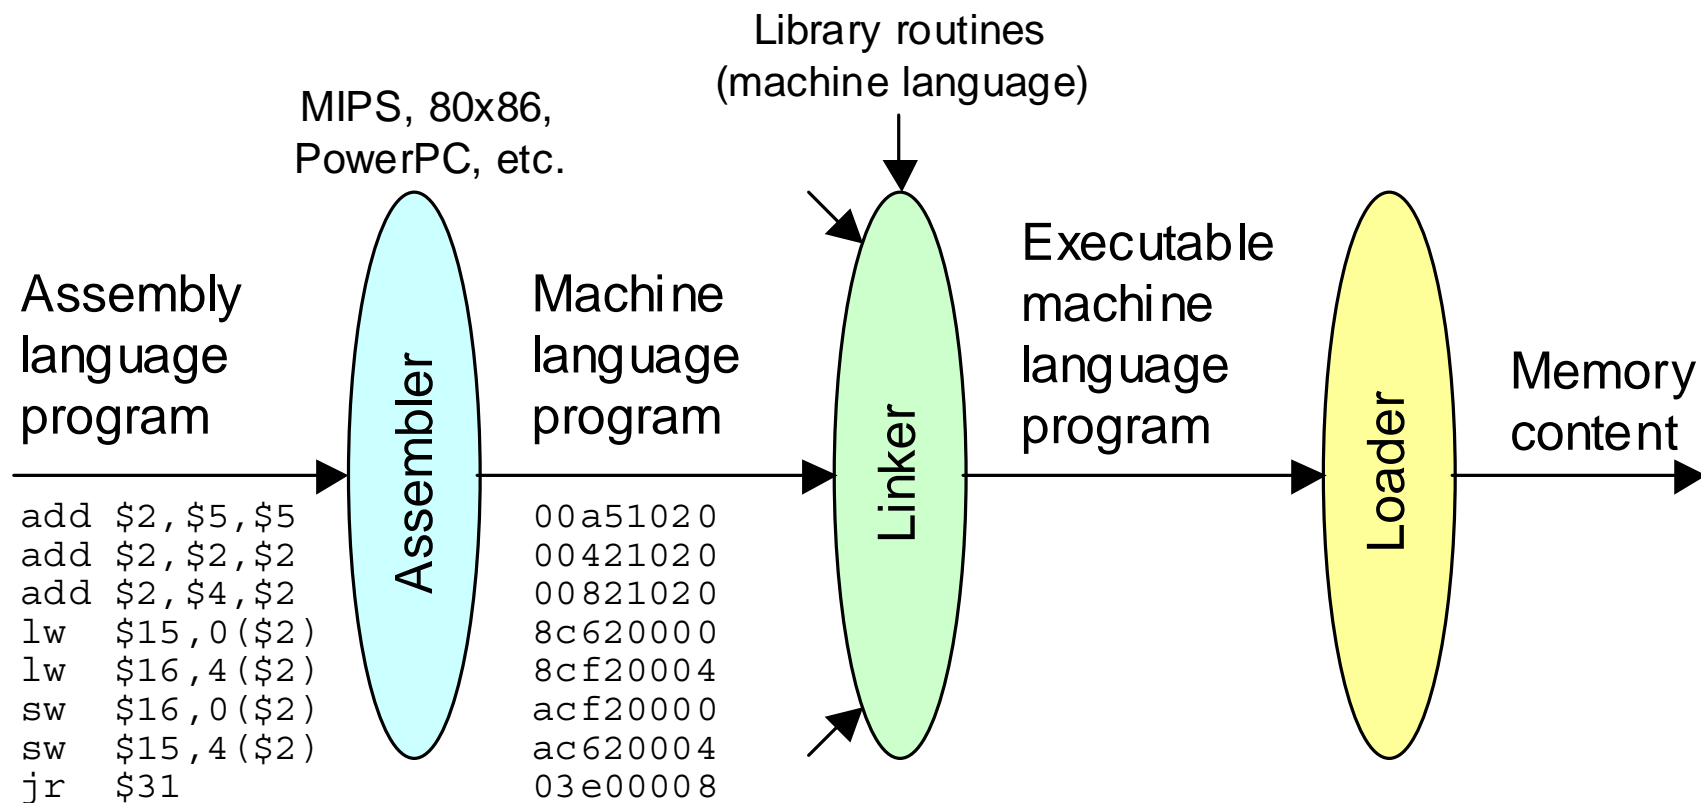 Library routines
(machine language)
MIPS, 80x86,
PowerPC, etc.
Assembly
language
program
Assembler
Machine
language
program
Linker
Executable
machine
language
program
Loader
Memory
content
add $2,$5,$5
add $2,$2,$2
add $2,$4,$2
lw $15,0($2)
lw $16,4($2)
sw $16,0($2)
sw $15,4($2)
jr $31
00a51020
00421020
00821020
8c620000
8cf20004
acf20000
ac620004
03e00008